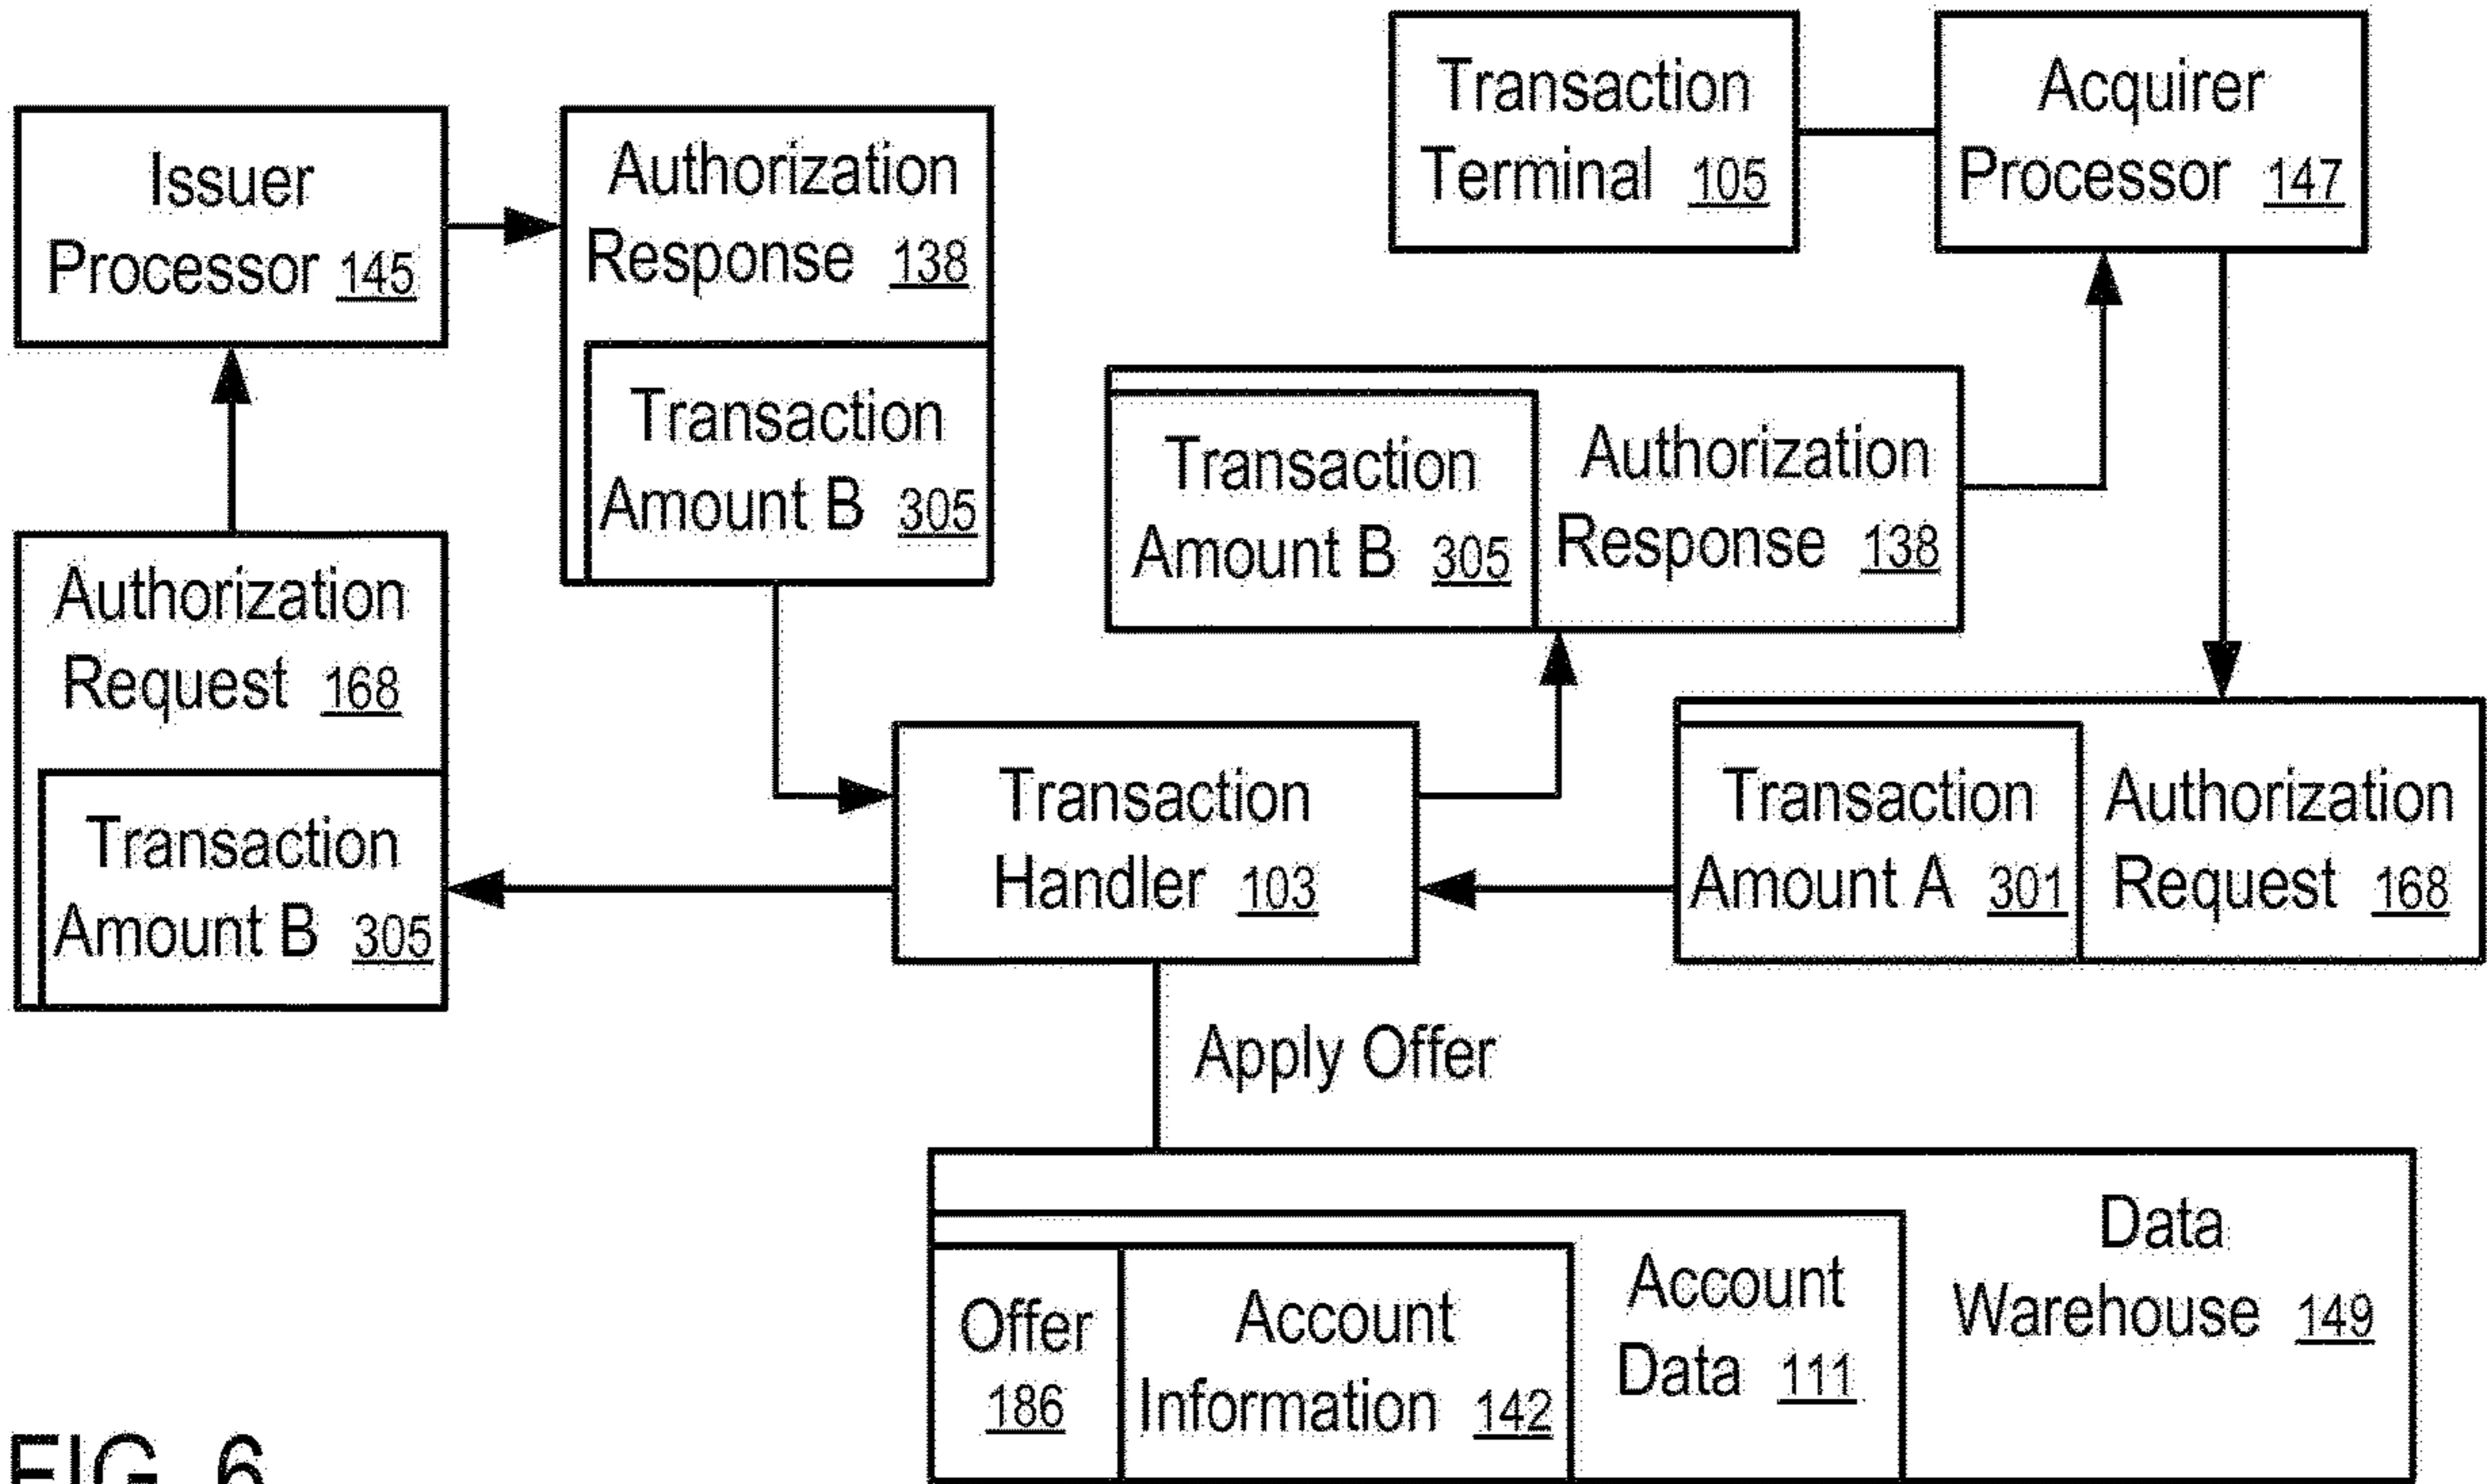 Transaction
Terminal 105
Acquirer
Processor 147
Issuer
Processor 145
Authorization
Response 138
Transaction
Amount B 305
Transaction
Amount B 305
Authorization
Response 138
Authorization
Request 168
Transaction
Amount B 305
Transaction
Handler 103
Transaction
Amount A 301
Authorization
Request 168
Apply Offer
Offer
186
Account
Information 142
Account
Data 111
Data
Warehouse 149
FIG. 6